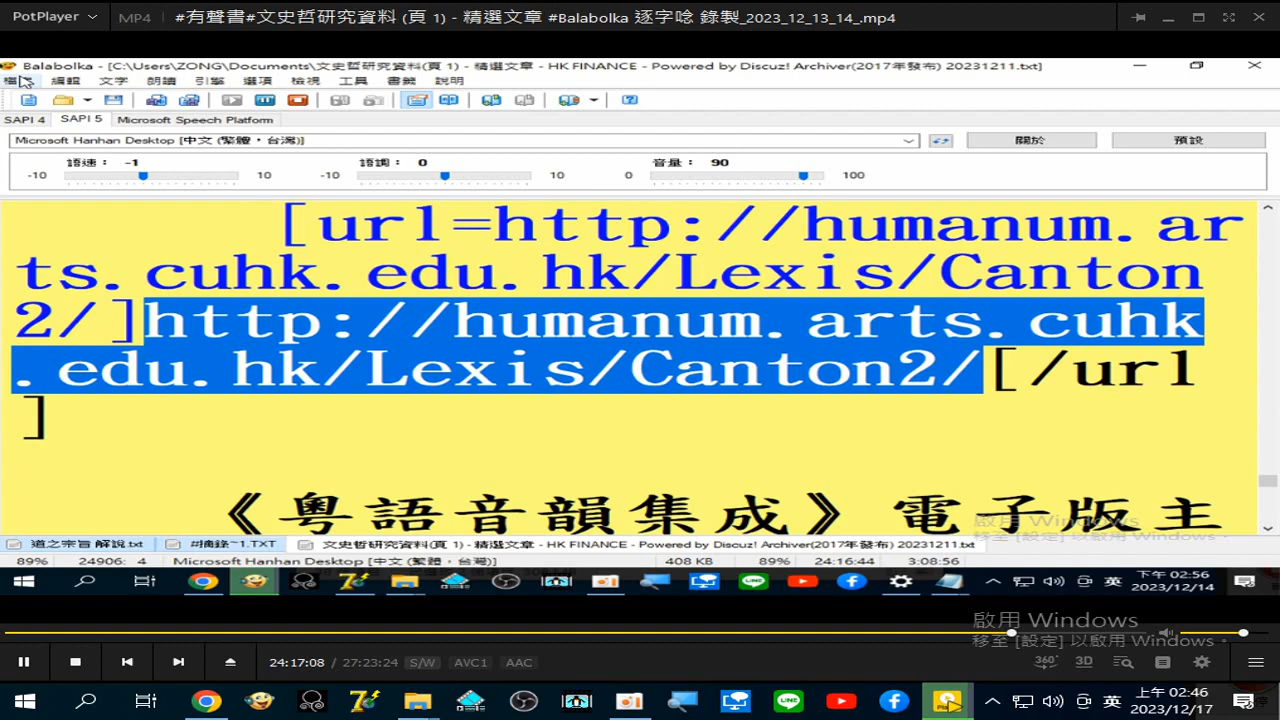 PotPlayer MP4 #有聲書#文史哲研究資料 (頁 1) - 精選文章 #Balabolka 逐字唸 錄製_2023_12_13_14_.mp4
Balabolka - [C:\Users\ZONG\Documents\文史哲研究資料(頁 1) - 精選文章 - HK FINANCE - Powered by Discuz! Archiver(2017年發布) 20231211.txt]
檔案 編輯 文字 朗讀 引擎 選項 檢視 工具 書籤 說明
SAPI 4 SAPI 5 Microsoft Speech Platform
Microsoft Hanhan Desktop [中文 (繁體，台灣)] 關於 預設
語速： -1 語調： 0 音量： 90
-10 10 -10 10 0 100
[url=http://humanum.ar
ts.cuhk.edu.hk/Lexis/Canton
2/]http://humanum.arts.cuhk
.edu.hk/Lexis/Canton2/[/url
]
《粵語音韻集成》電子版主
啟用 Windows
移至 [設定] 以啟用 Windows。
道之宗旨 解說.txt #摘錄~1.TXT 文史哲研究資料(頁 1) - 精選文章 - HK FINANCE - Powered by Discuz! Archiver(2017年發布) 20231211.txt
89% 24906: 4 Microsoft Hanhan Desktop [中文 (繁體，台灣)] 408 KB 89% 24:16:44 3:08:56
英 下午 02:56
2023/12/14
啟用 Windows
移至 [設定] 以啟用 Windows。
24:17:08 / 27:23:24 S/W AVC1 AAC 360° 3D
英 上午 02:46
2023/12/17